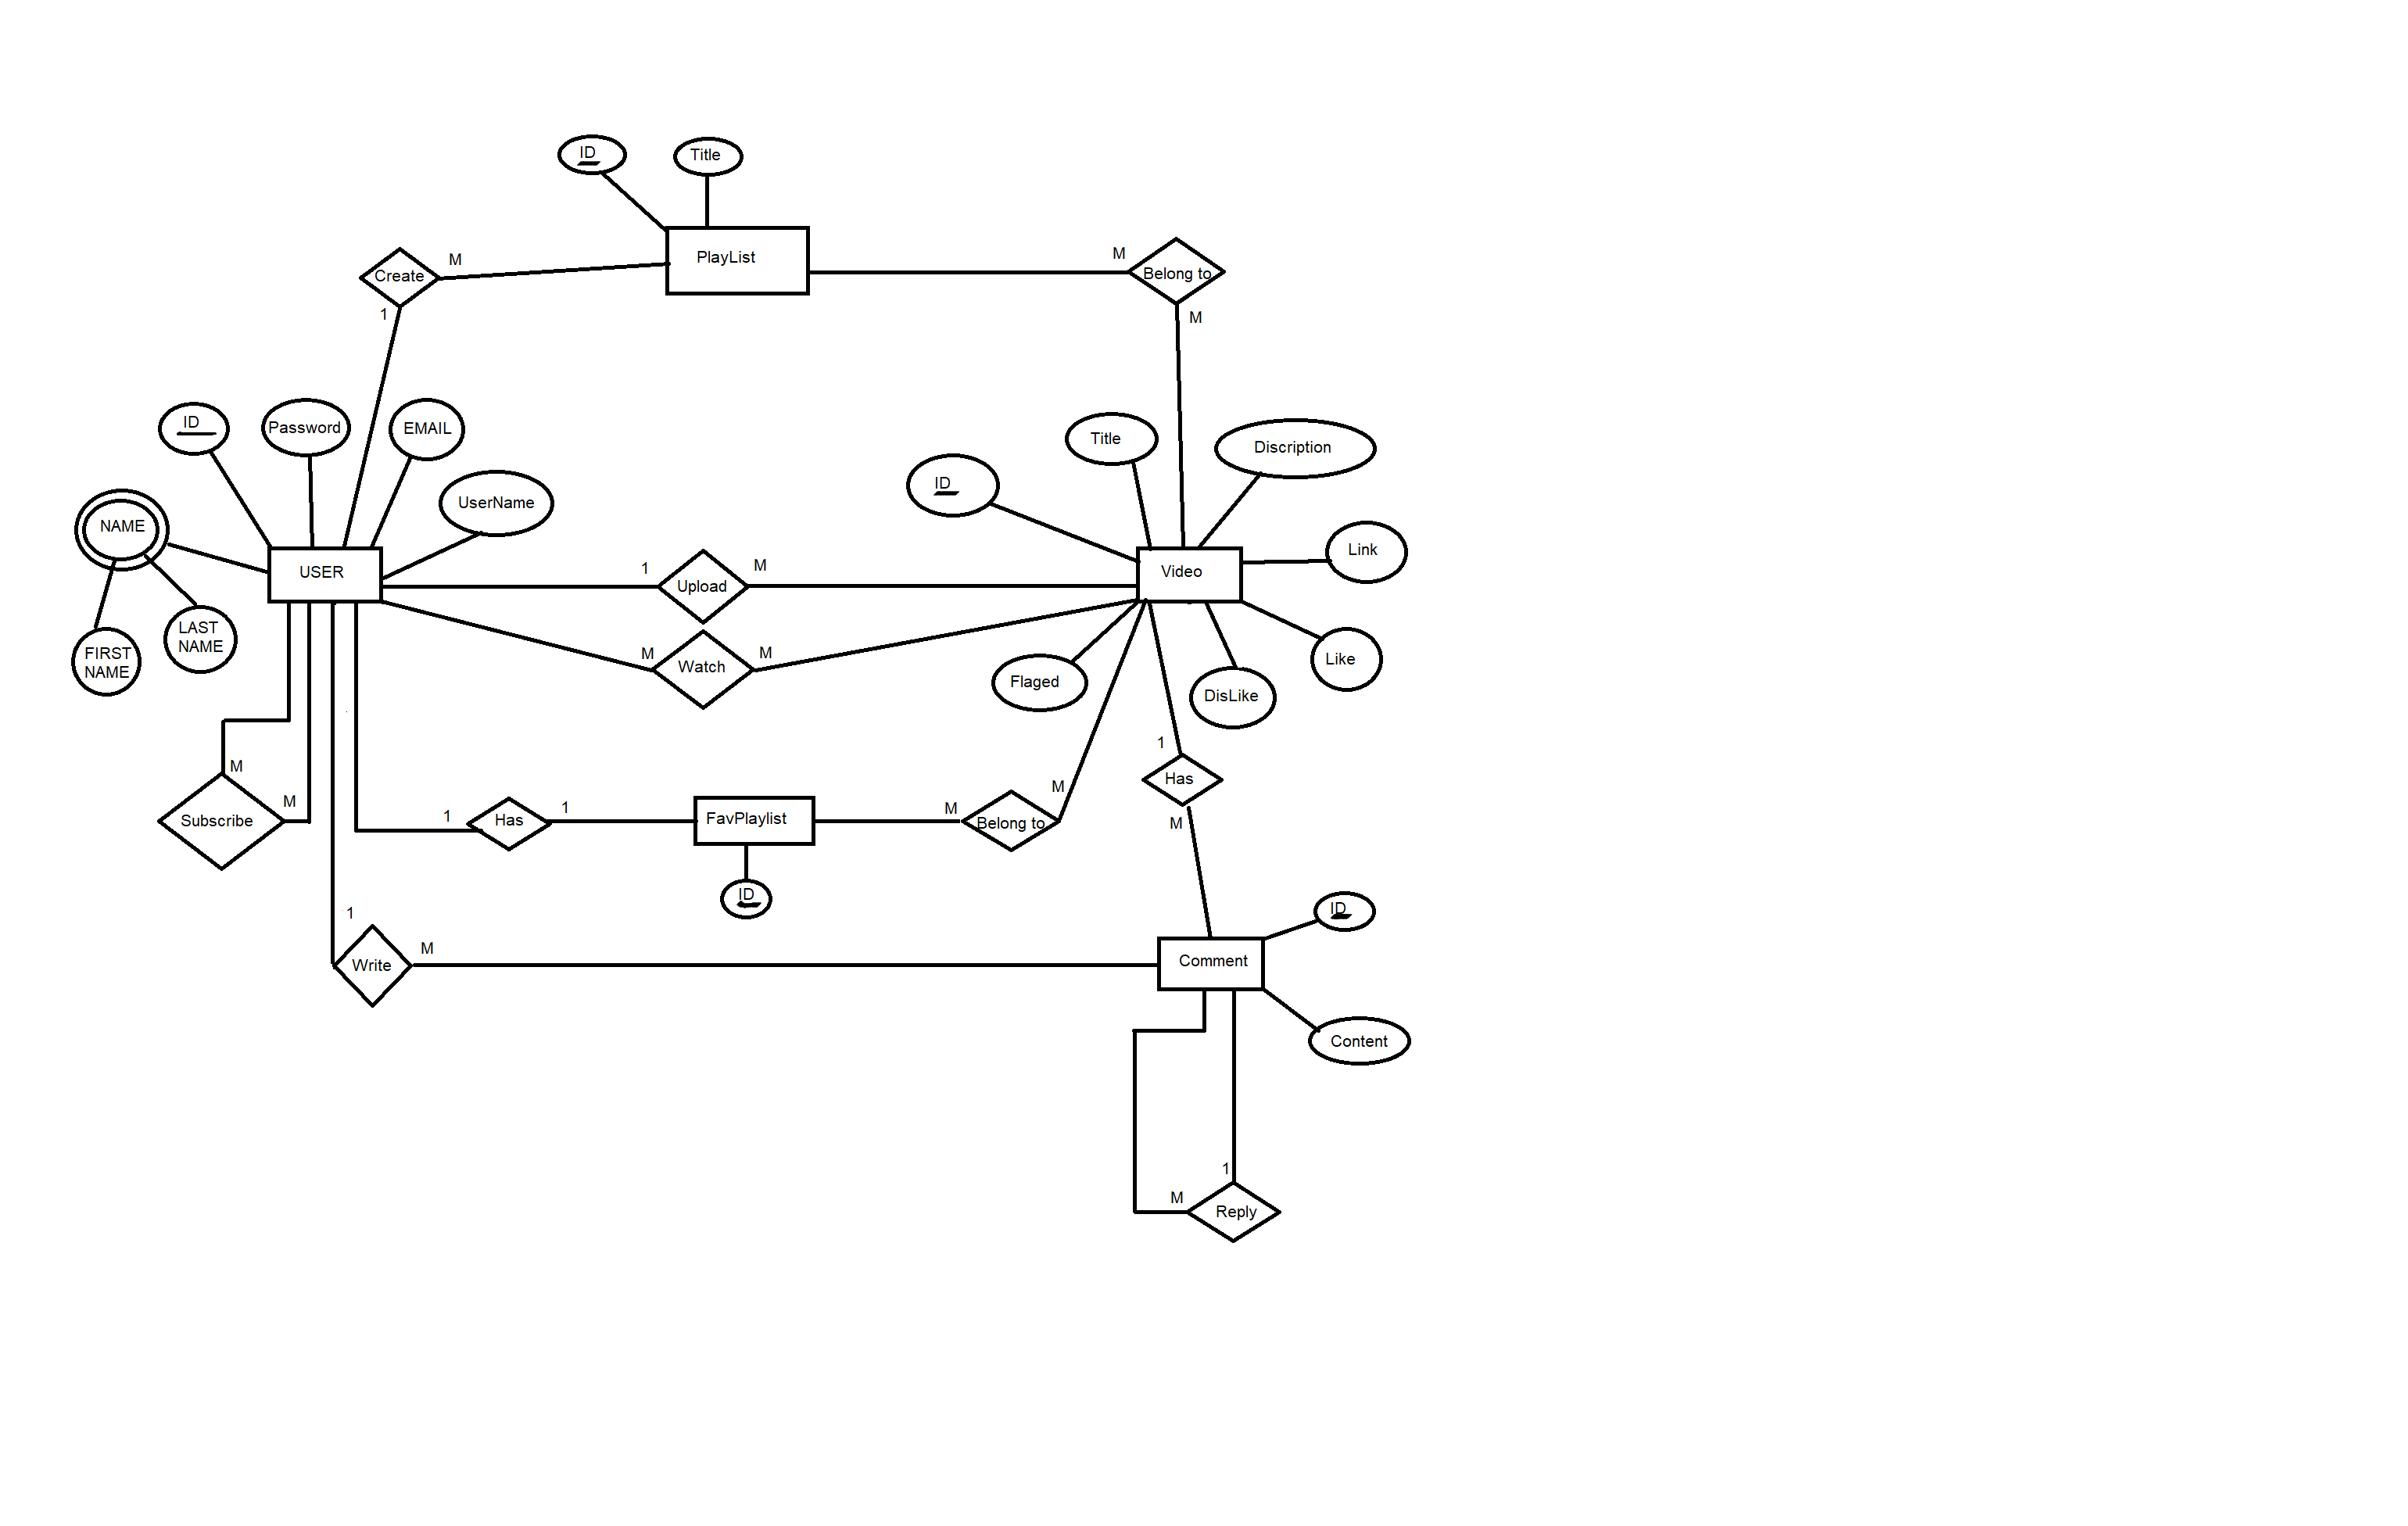 ID
Title
PlayList
M
Create
1
M
Belong to
M
ID
Password
EMAIL
UserName
NAME
USER
FIRST
NAME
LAST
NAME
ID
Title
Discription
Link
Video
Like
DisLike
Flaged
1
Upload
M
M
Watch
M
M
Subscribe
M
1
Has
1
FavPlaylist
M
Belong to
M
ID
1
Has
M
1
Write
M
Comment
ID
Content
1
M
Reply